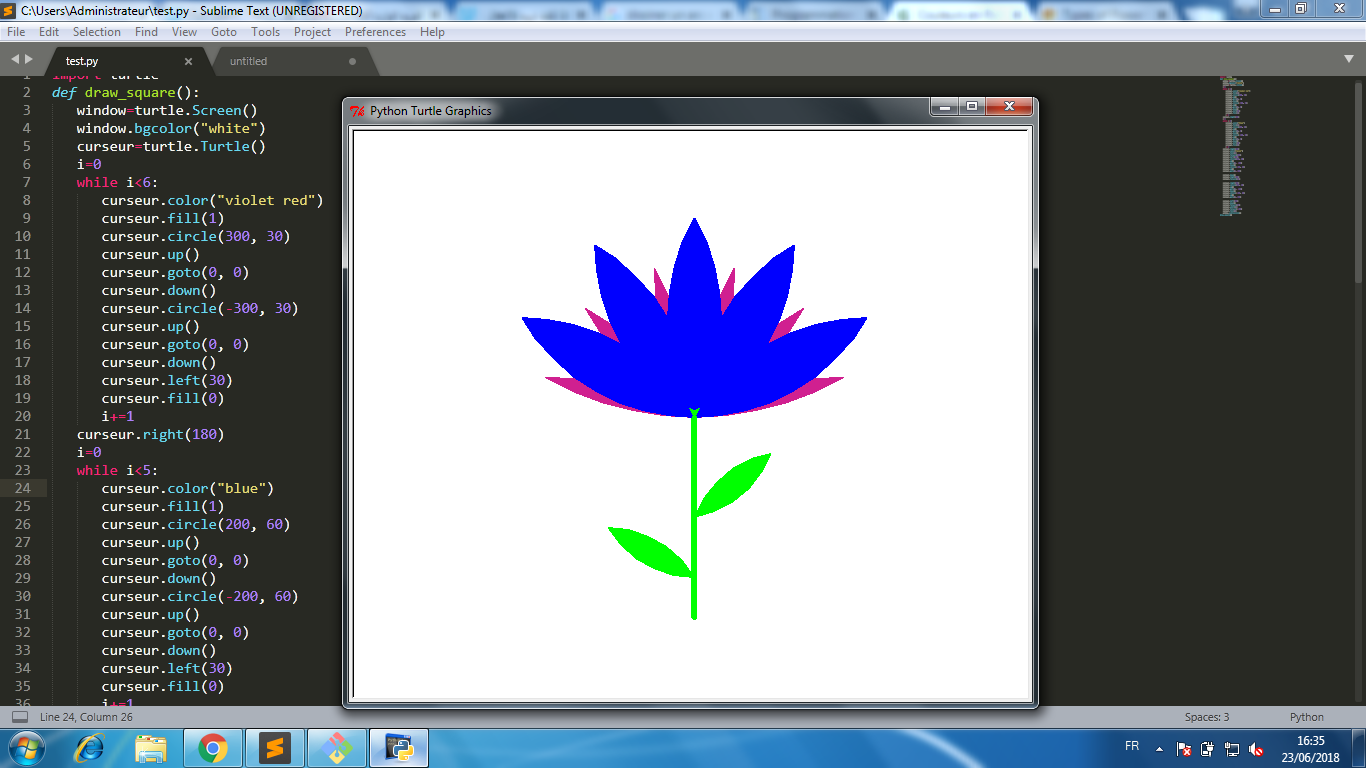 C:\Users\Administrateur\test.py - Sublime Text (UNREGISTERED)
File Edit Selection Find View Goto Tools Project Preferences Help
test.py untitled
1 import turtle
2 def draw_square():
3 window=turtle.Screen()
4 window.bgcolor("white")
5 curseur=turtle.Turtle()
6 i=0
7 while i<6:
8 curseur.color("violet red")
9 curseur.fill(1)
10 curseur.circle(300, 30)
11 curseur.up()
12 curseur.goto(0, 0)
13 curseur.down()
14 curseur.circle(-300, 30)
15 curseur.up()
16 curseur.goto(0, 0)
17 curseur.down()
18 curseur.left(30)
19 curseur.fill(0)
20 i+=1
21 curseur.right(180)
22 i=0
23 while i<5:
24 curseur.color("blue")
25 curseur.fill(1)
26 curseur.circle(200, 60)
27 curseur.up()
28 curseur.goto(0, 0)
29 curseur.down()
30 curseur.circle(-200, 60)
31 curseur.up()
32 curseur.goto(0, 0)
33 curseur.down()
34 curseur.left(30)
35 curseur.fill(0)
36 i+=1
Python Turtle Graphics
Line 24, Column 26 Spaces: 3 Python
FR 16:35
23/06/2018